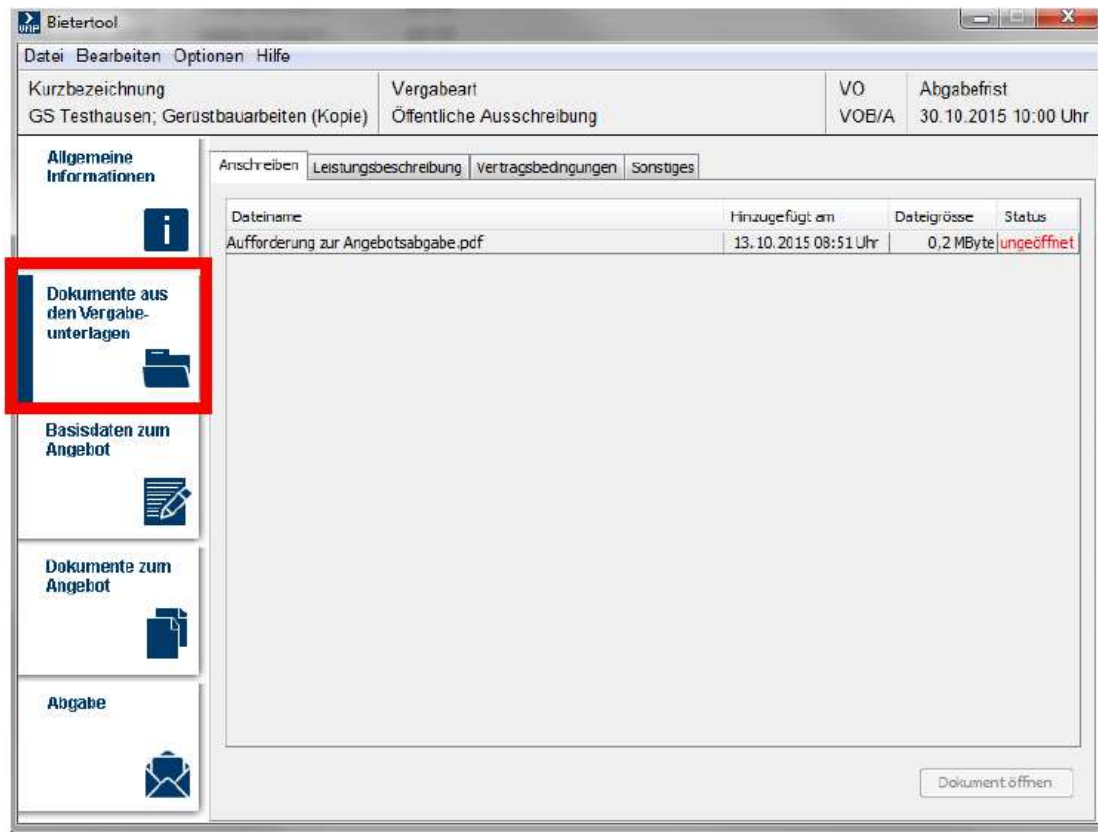 Bietertool
Datei Bearbeiten Optionen Hilfe
Kurzbezeichnung Vergabeart VO Abgabefrist
GS Testhausen; Gerüstbauarbeiten (Kopie) Öffentliche Ausschreibung VOB/A 30.10.2015 10:00 Uhr
Allgemeine
Informationen
Anschreiben Leistungsbeschreibung Vertragsbedingungen Sonstiges
Dateiname Hinzugefügt am Dateigrösse Status
Aufforderung zur Angebotsabgabe.pdf 13.10.2015 08:51 Uhr 0,2 MByte ungeöffnet
Dokumente aus
den Vergabe-
unterlagen
Basisdaten zum
Angebot
Dokumente zum
Angebot
Abgabe
Dokument öffnen